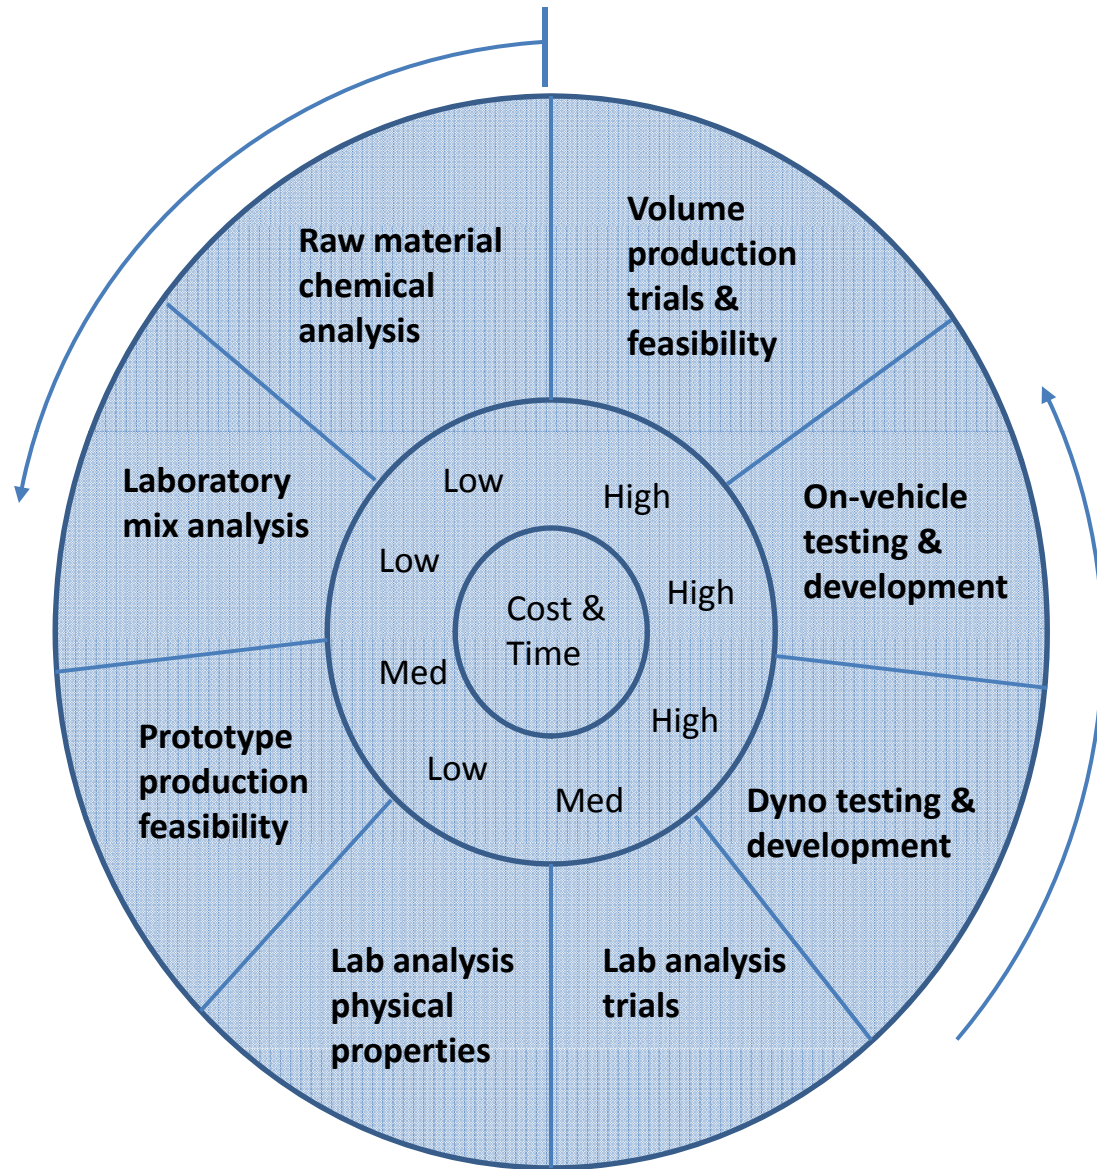 Raw material
chemical
analysis
Volume
production
trials &
feasibility
Laboratory
mix analysis
On-vehicle
testing &
development
Prototype
production
feasibility
Dyno testing &
development
Lab analysis
physical
properties
Lab analysis
trials
Low
High
Low
High
Med
High
Low
Med
Cost &
Time